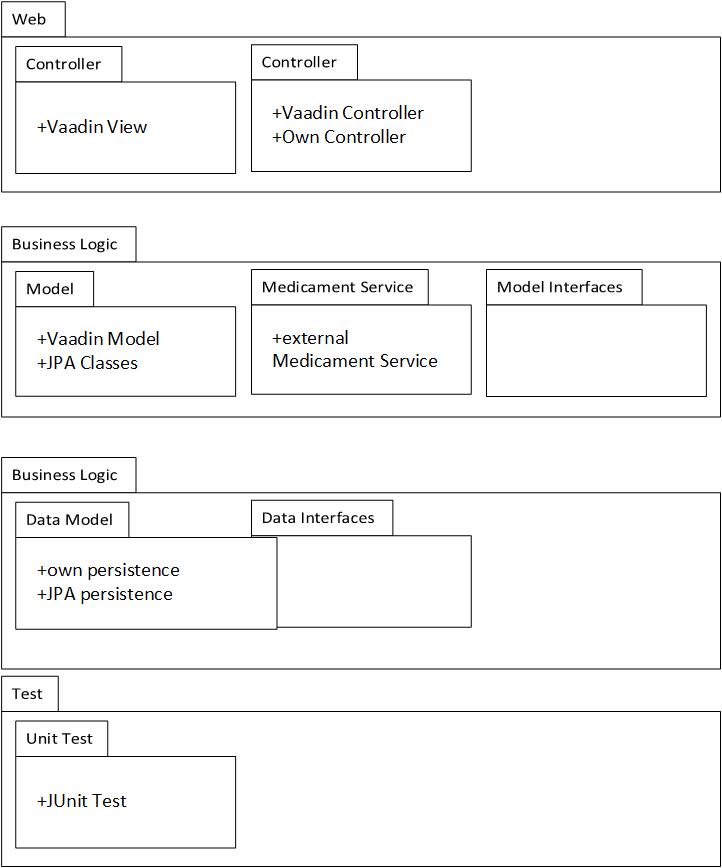 Web
Controller
+Vaadin View
Controller
+Vaadin Controller
+Own Controller
Business Logic
Model
+Vaadin Model
+JPA Classes
Medicament Service
+external
Medicament Service
Model Interfaces
Business Logic
Data Model
+own persistence
+JPA persistence
Data Interfaces
Test
Unit Test
+JUnit Test